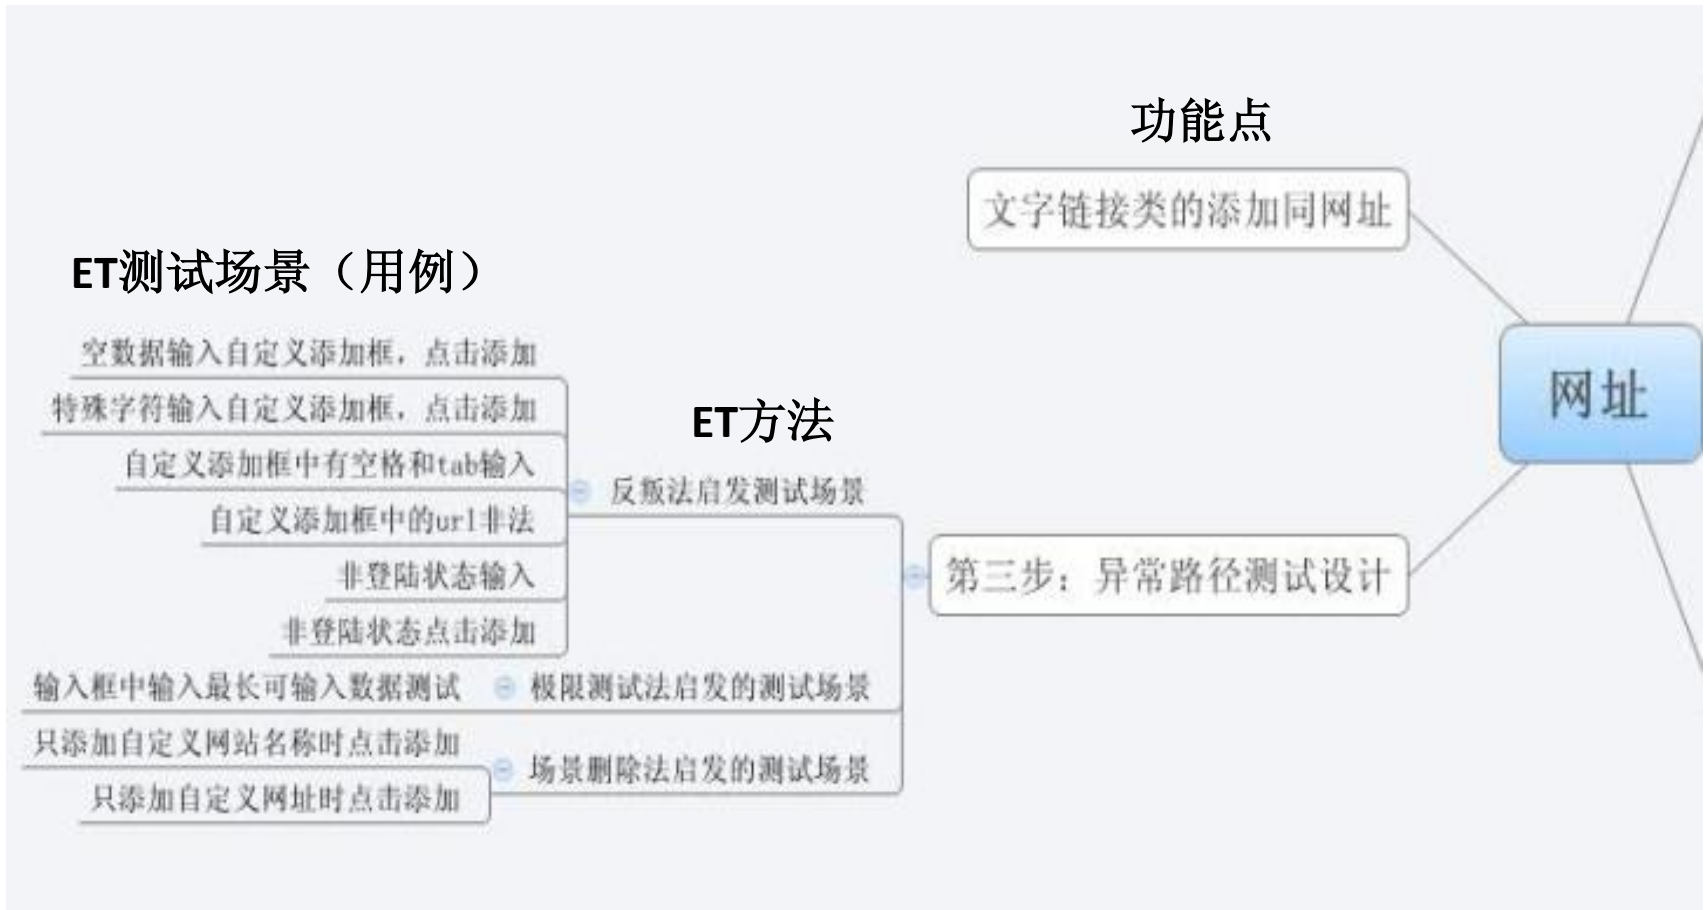 功能点
文字链接类的添加同网址
ET测试场景（用例）
空数据输入自定义添加框，点击添加
特殊字符输入自定义添加框，点击添加
ET方法
网址
自定义添加框中有空格和tab输入
反叛法启发测试场景
自定义添加框中的url非法
非登陆状态输入
第三步：异常路径测试设计
非登陆状态点击添加
输入框中输入最长可输入数据测试
极限测试法启发的测试场景
只添加自定义网站名称时点击添加
场景删除法启发的测试场景
只添加自定义网址时点击添加